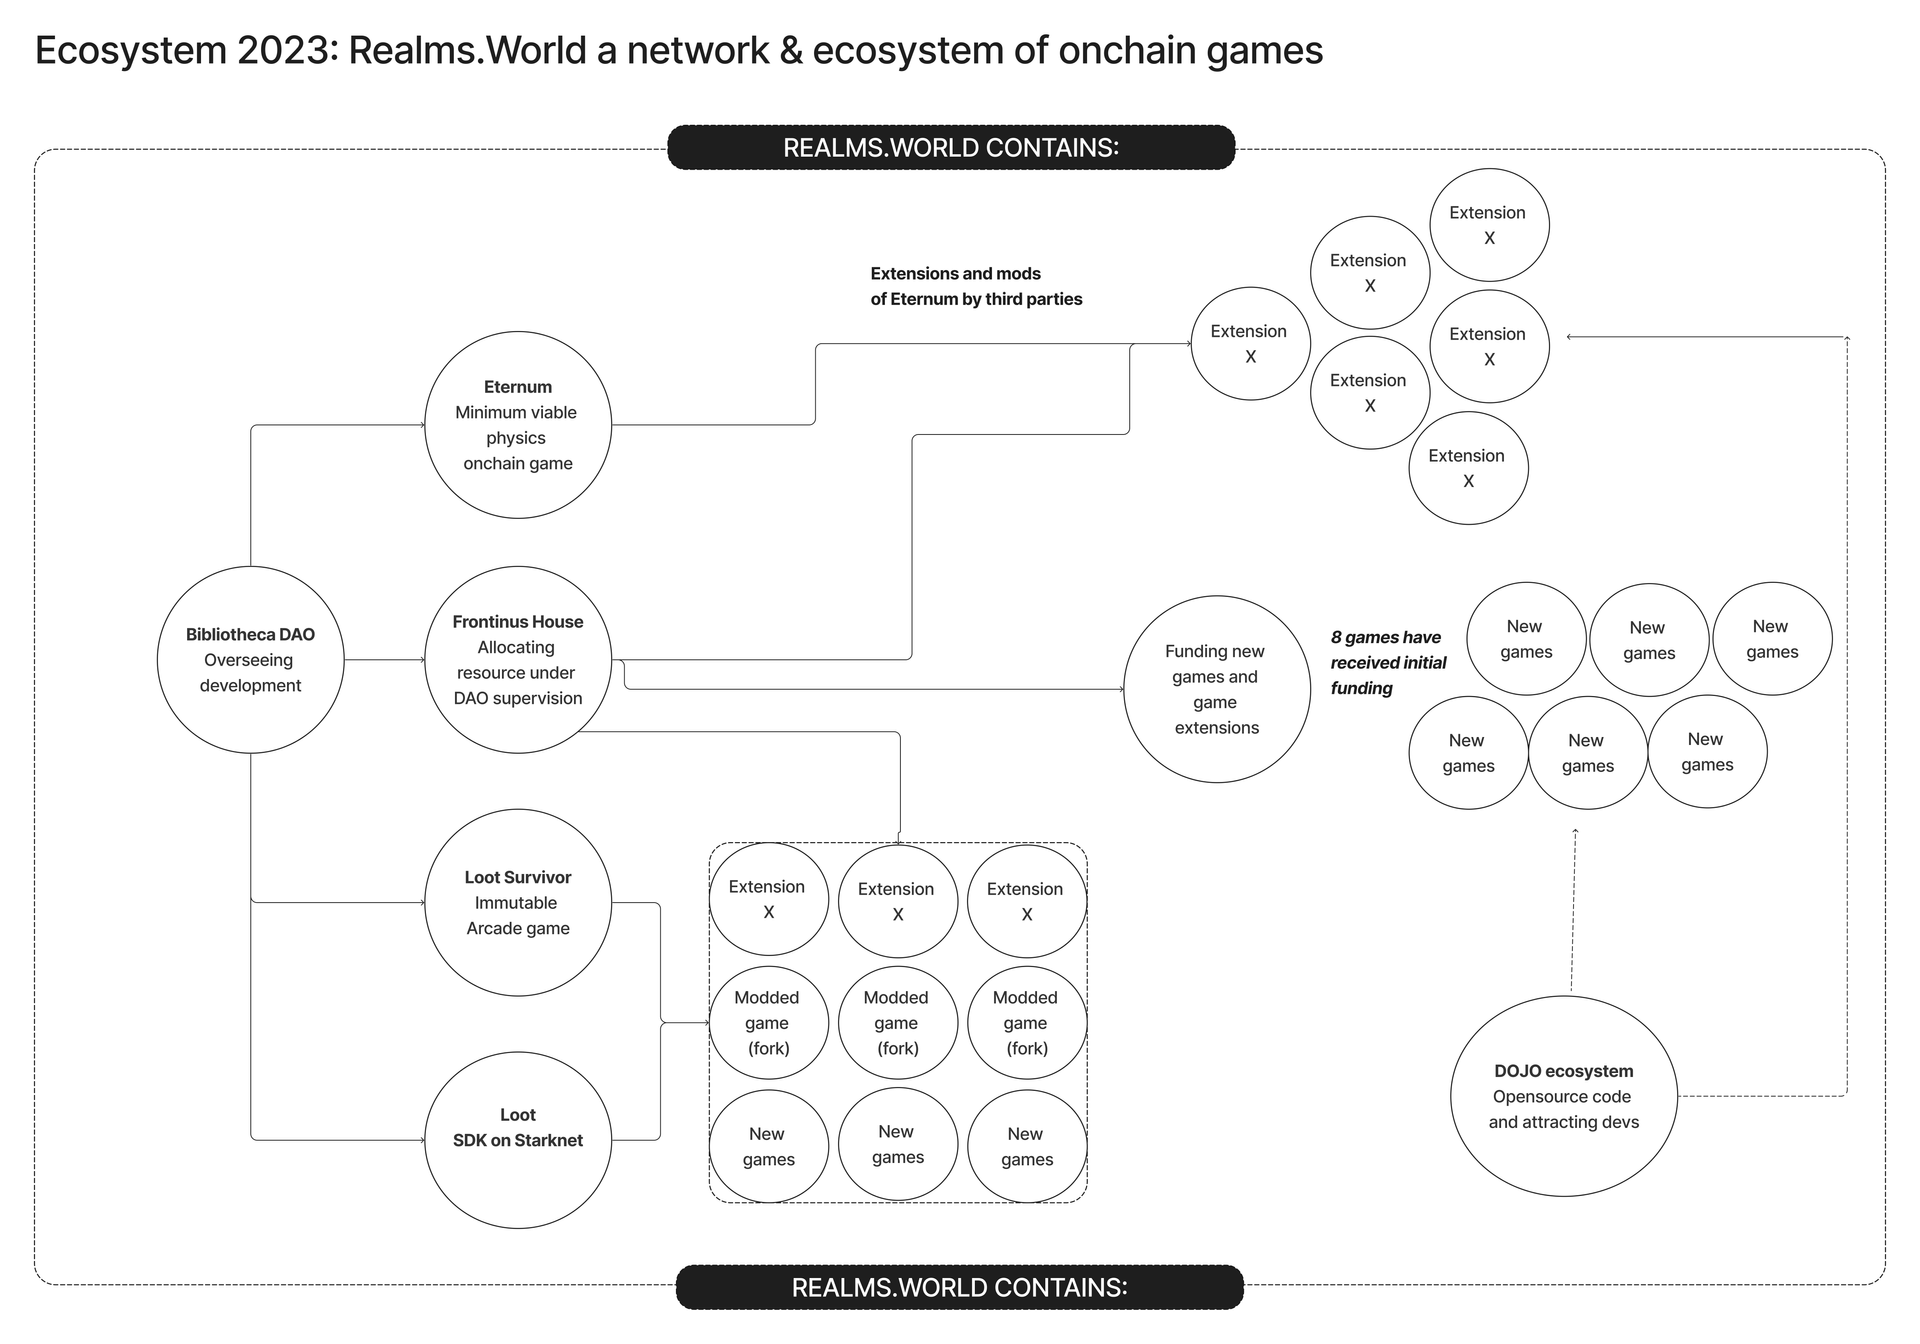 Ecosystem 2023: Realms.World a network & ecosystem of onchain games
REALMS.WORLD CONTAINS:
Extensions and mods
of Eternum by third parties
Extension
X
Extension
X
Extension
X
Extension
X
Extension
X
Extension
X
Eternum
Minimum viable
physics
onchain game
Bibliotheca DAO
Overseeing
development
Frontinus House
Allocating
resource under
DAO supervision
Funding new
games and
game
extensions
8 games have
received initial
funding
New
games
New
games
New
games
New
games
New
games
New
games
Loot Survivor
Immutable
Arcade game
Loot
SDK on Starknet
Extension
X
Extension
X
Extension
X
Modded
game
(fork)
Modded
game
(fork)
Modded
game
(fork)
New
games
New
games
New
games
DOJO ecosystem
Opensource code
and attracting devs
REALMS.WORLD CONTAINS: